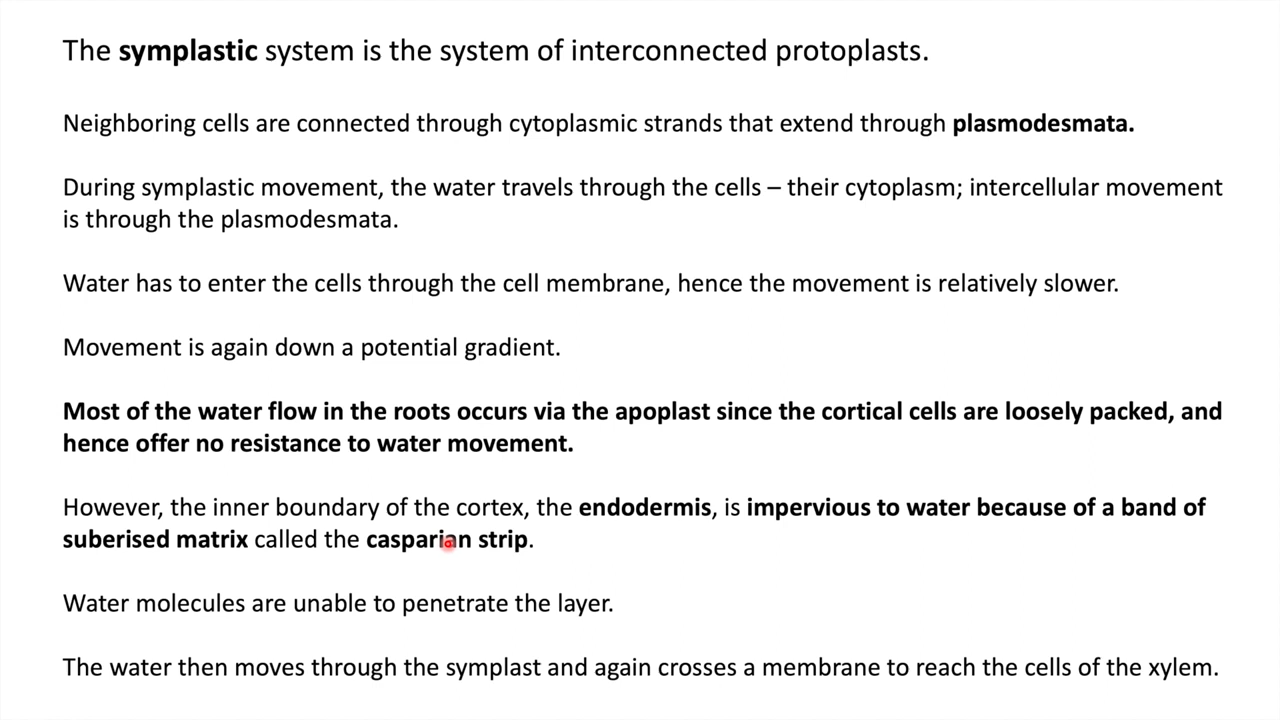 The symplastic system is the system of interconnected protoplasts.
Neighboring cells are connected through cytoplasmic strands that extend through plasmodesmata.
During symplastic movement, the water travels through the cells – their cytoplasm; intercellular movement
is through the plasmodesmata.
Water has to enter the cells through the cell membrane, hence the movement is relatively slower.
Movement is again down a potential gradient.
Most of the water flow in the roots occurs via the apoplast since the cortical cells are loosely packed, and
hence offer no resistance to water movement.
However, the inner boundary of the cortex, the endodermis, is impervious to water because of a band of
suberised matrix called the casparian strip.
Water molecules are unable to penetrate the layer.
The water then moves through the symplast and again crosses a membrane to reach the cells of the xylem.